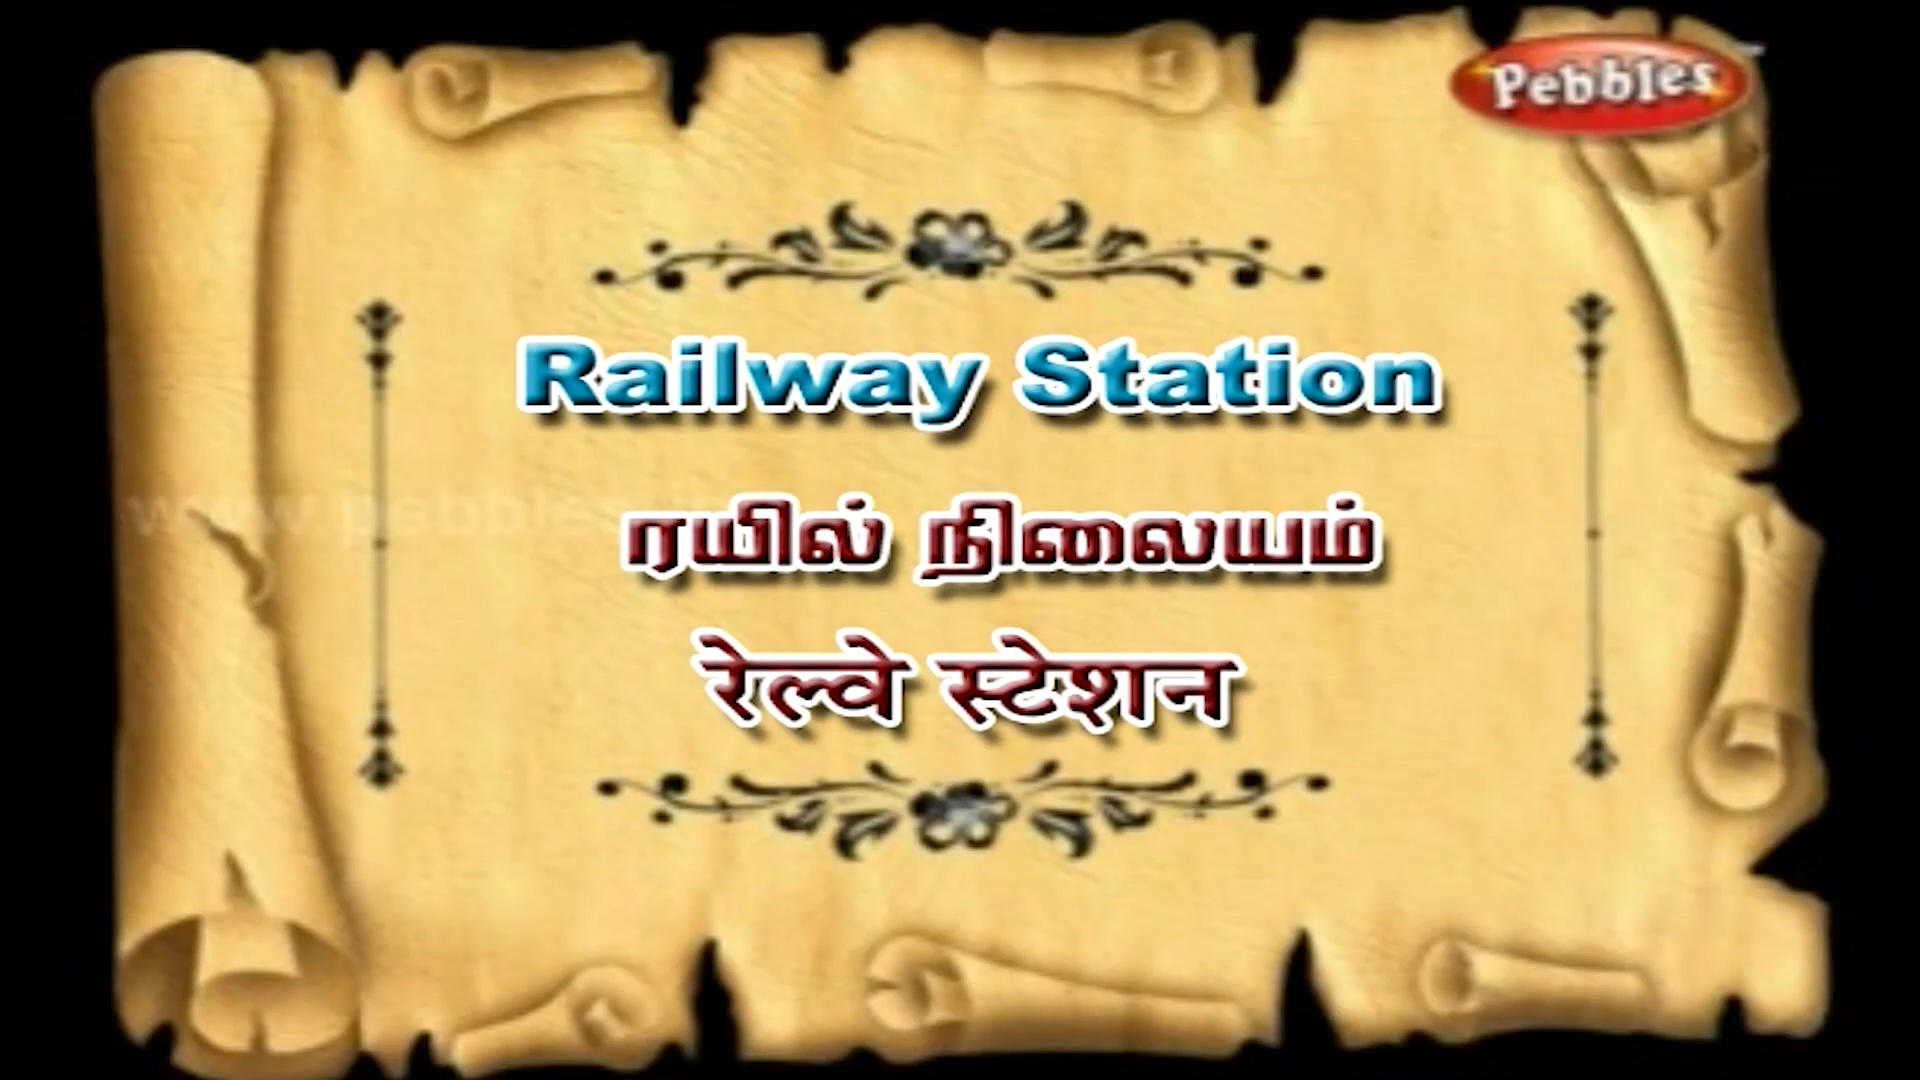 Pebbles
Railway Station
ரயில் நிலையம்
रेल्वे स्टेशन